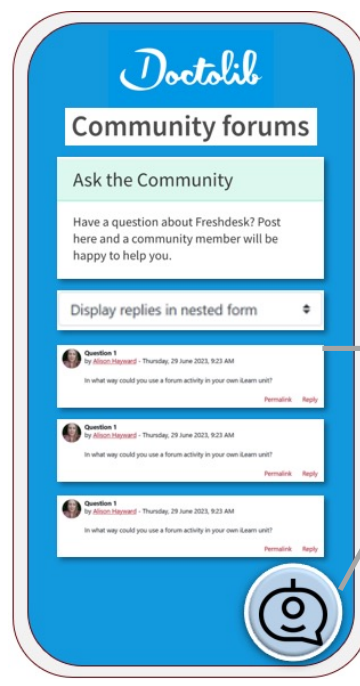 Doctolib
Community forums
Ask the Community
Have a question about Freshdesk? Post
here and a community member will be
happy to help you.
Display replies in nested form
Question 1
by Alison Hayward - Thursday, 29 June 2023, 9:23 AM
In what way could you use a forum activity in your own iLearn unit?
Permalink Reply
Question 1
by Alison Hayward - Thursday, 29 June 2023, 9:23 AM
In what way could you use a forum activity in your own iLearn unit?
Permalink Reply
Question 1
by Alison Hayward - Thursday, 29 June 2023, 9:23 AM
In what way could you use a forum activity in your own iLearn unit?
Permalink Reply